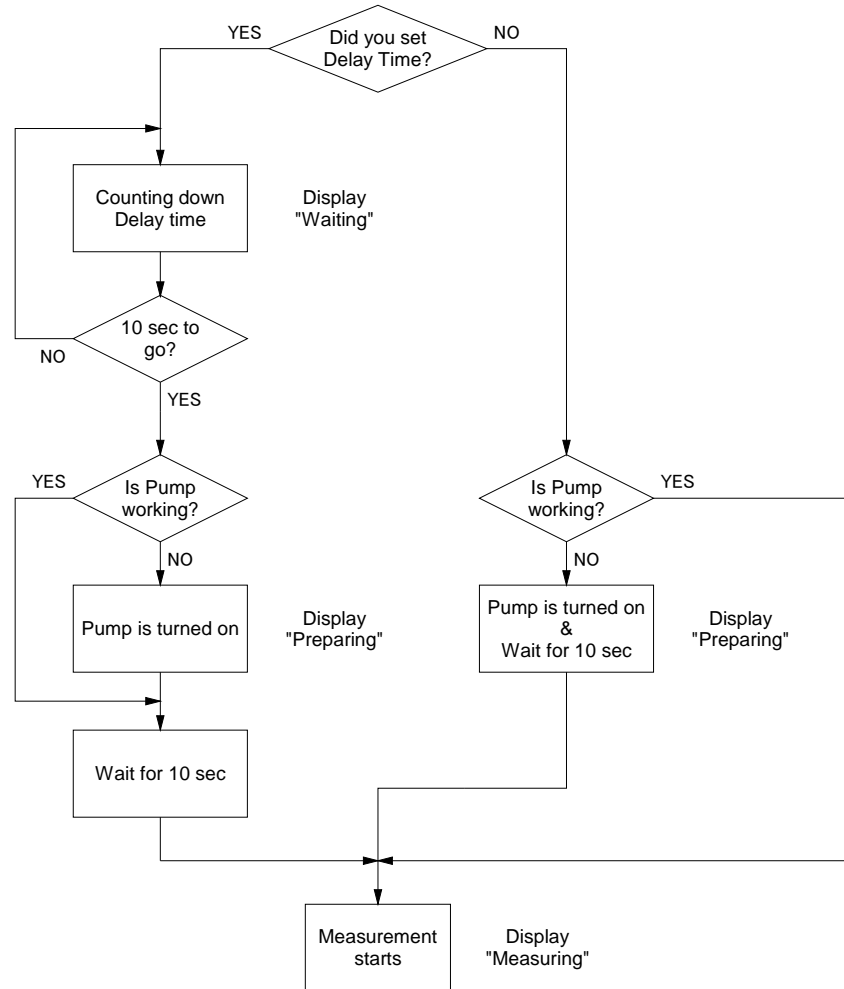 YES
Did you set
Delay Time?
NO
Counting down
Delay time
Display
"Waiting"
10 sec to
go?
NO
YES
YES
Is Pump
working?
NO
Is Pump
working?
YES
NO
Pump is turned on
Display
"Preparing"
Pump is turned on
&
Wait for 10 sec
Display
"Preparing"
Wait for 10 sec
Measurement
starts
Display
"Measuring"